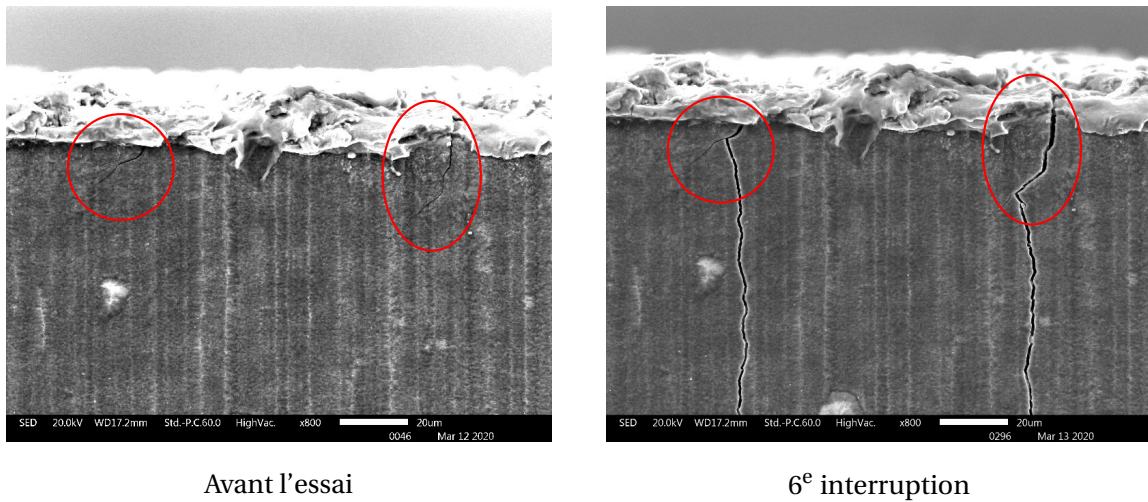 SED 20.0kV WD17.2mm Std.-P.C.60.0 HighVac. x800 20um
0046 Mar 12 2020
SED 20.0kV WD17.2mm Std.-P.C.60.0 HighVac. x800 20um
0296 Mar 13 2020
Avant l'essai
6e interruption